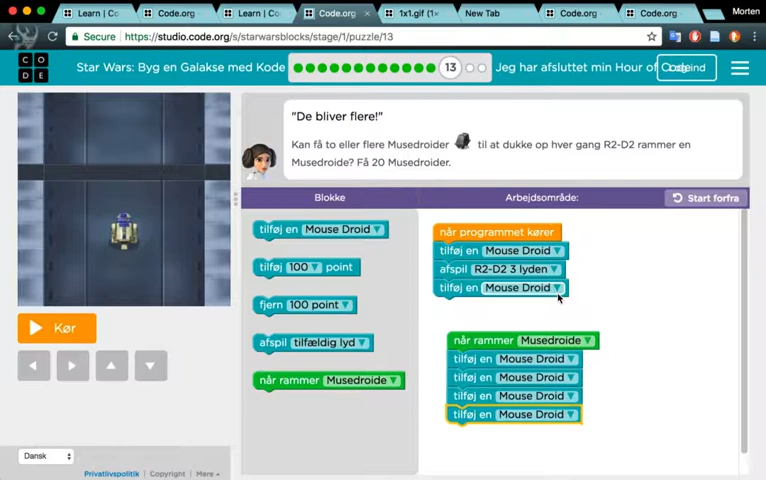 Learn | C
Code.org
Learn | Co
Code.org
1x1.gif (1×
New Tab
Code.org
Code.org
Morten
Secure https://studio.code.org/s/starwarsblocks/stage/1/puzzle/13
CO
DE
Star Wars: Byg en Galakse med Kode
13
Jeg har afsluttet min Hour of Code
Log ind
"De bliver flere!"
Kan få to eller flere Musedroider til at dukke op hver gang R2-D2 rammer en
Musedroide? Få 20 Musedroider.
Blokke
Arbejdsområde:
Start forfra
tilføj en Mouse Droid
tilføj 100 point
fjern 100 point
afspil tilfældig lyd
når rammer Musedroide
når programmet kører
tilføj en Mouse Droid
afspil R2-D2 3 lyden
tilføj en Mouse Droid
når rammer Musedroide
tilføj en Mouse Droid
tilføj en Mouse Droid
tilføj en Mouse Droid
tilføj en Mouse Droid
Kør
Dansk
Privatlivspolitik | Copyright | Mere